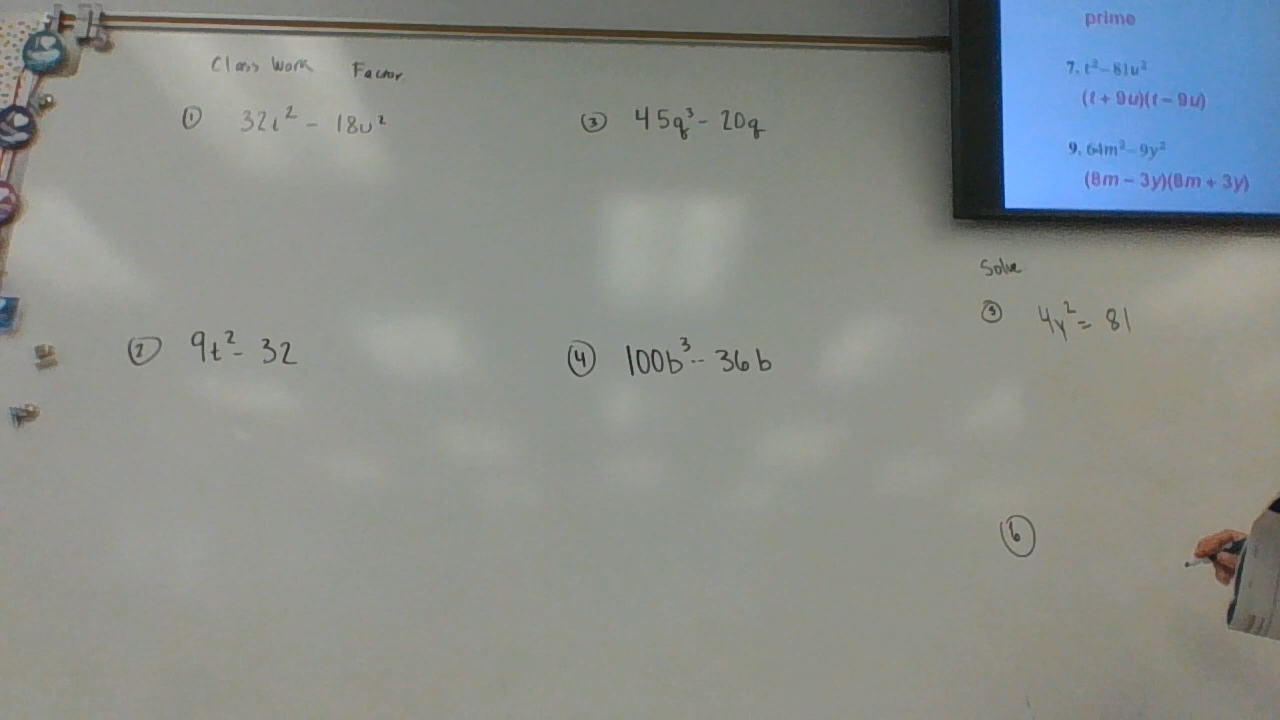 Class Work Factor
① 32t² - 18u²
③ 45q³ - 20q
② 9t² - 32
④ 100b³ - 36b
prime
7. t² - 81u²
(t + 9u)(t - 9u)
9. 64m² - 9y²
(8m - 3y)(8m + 3y)
Solve
⑤ 4y² = 81
⑥